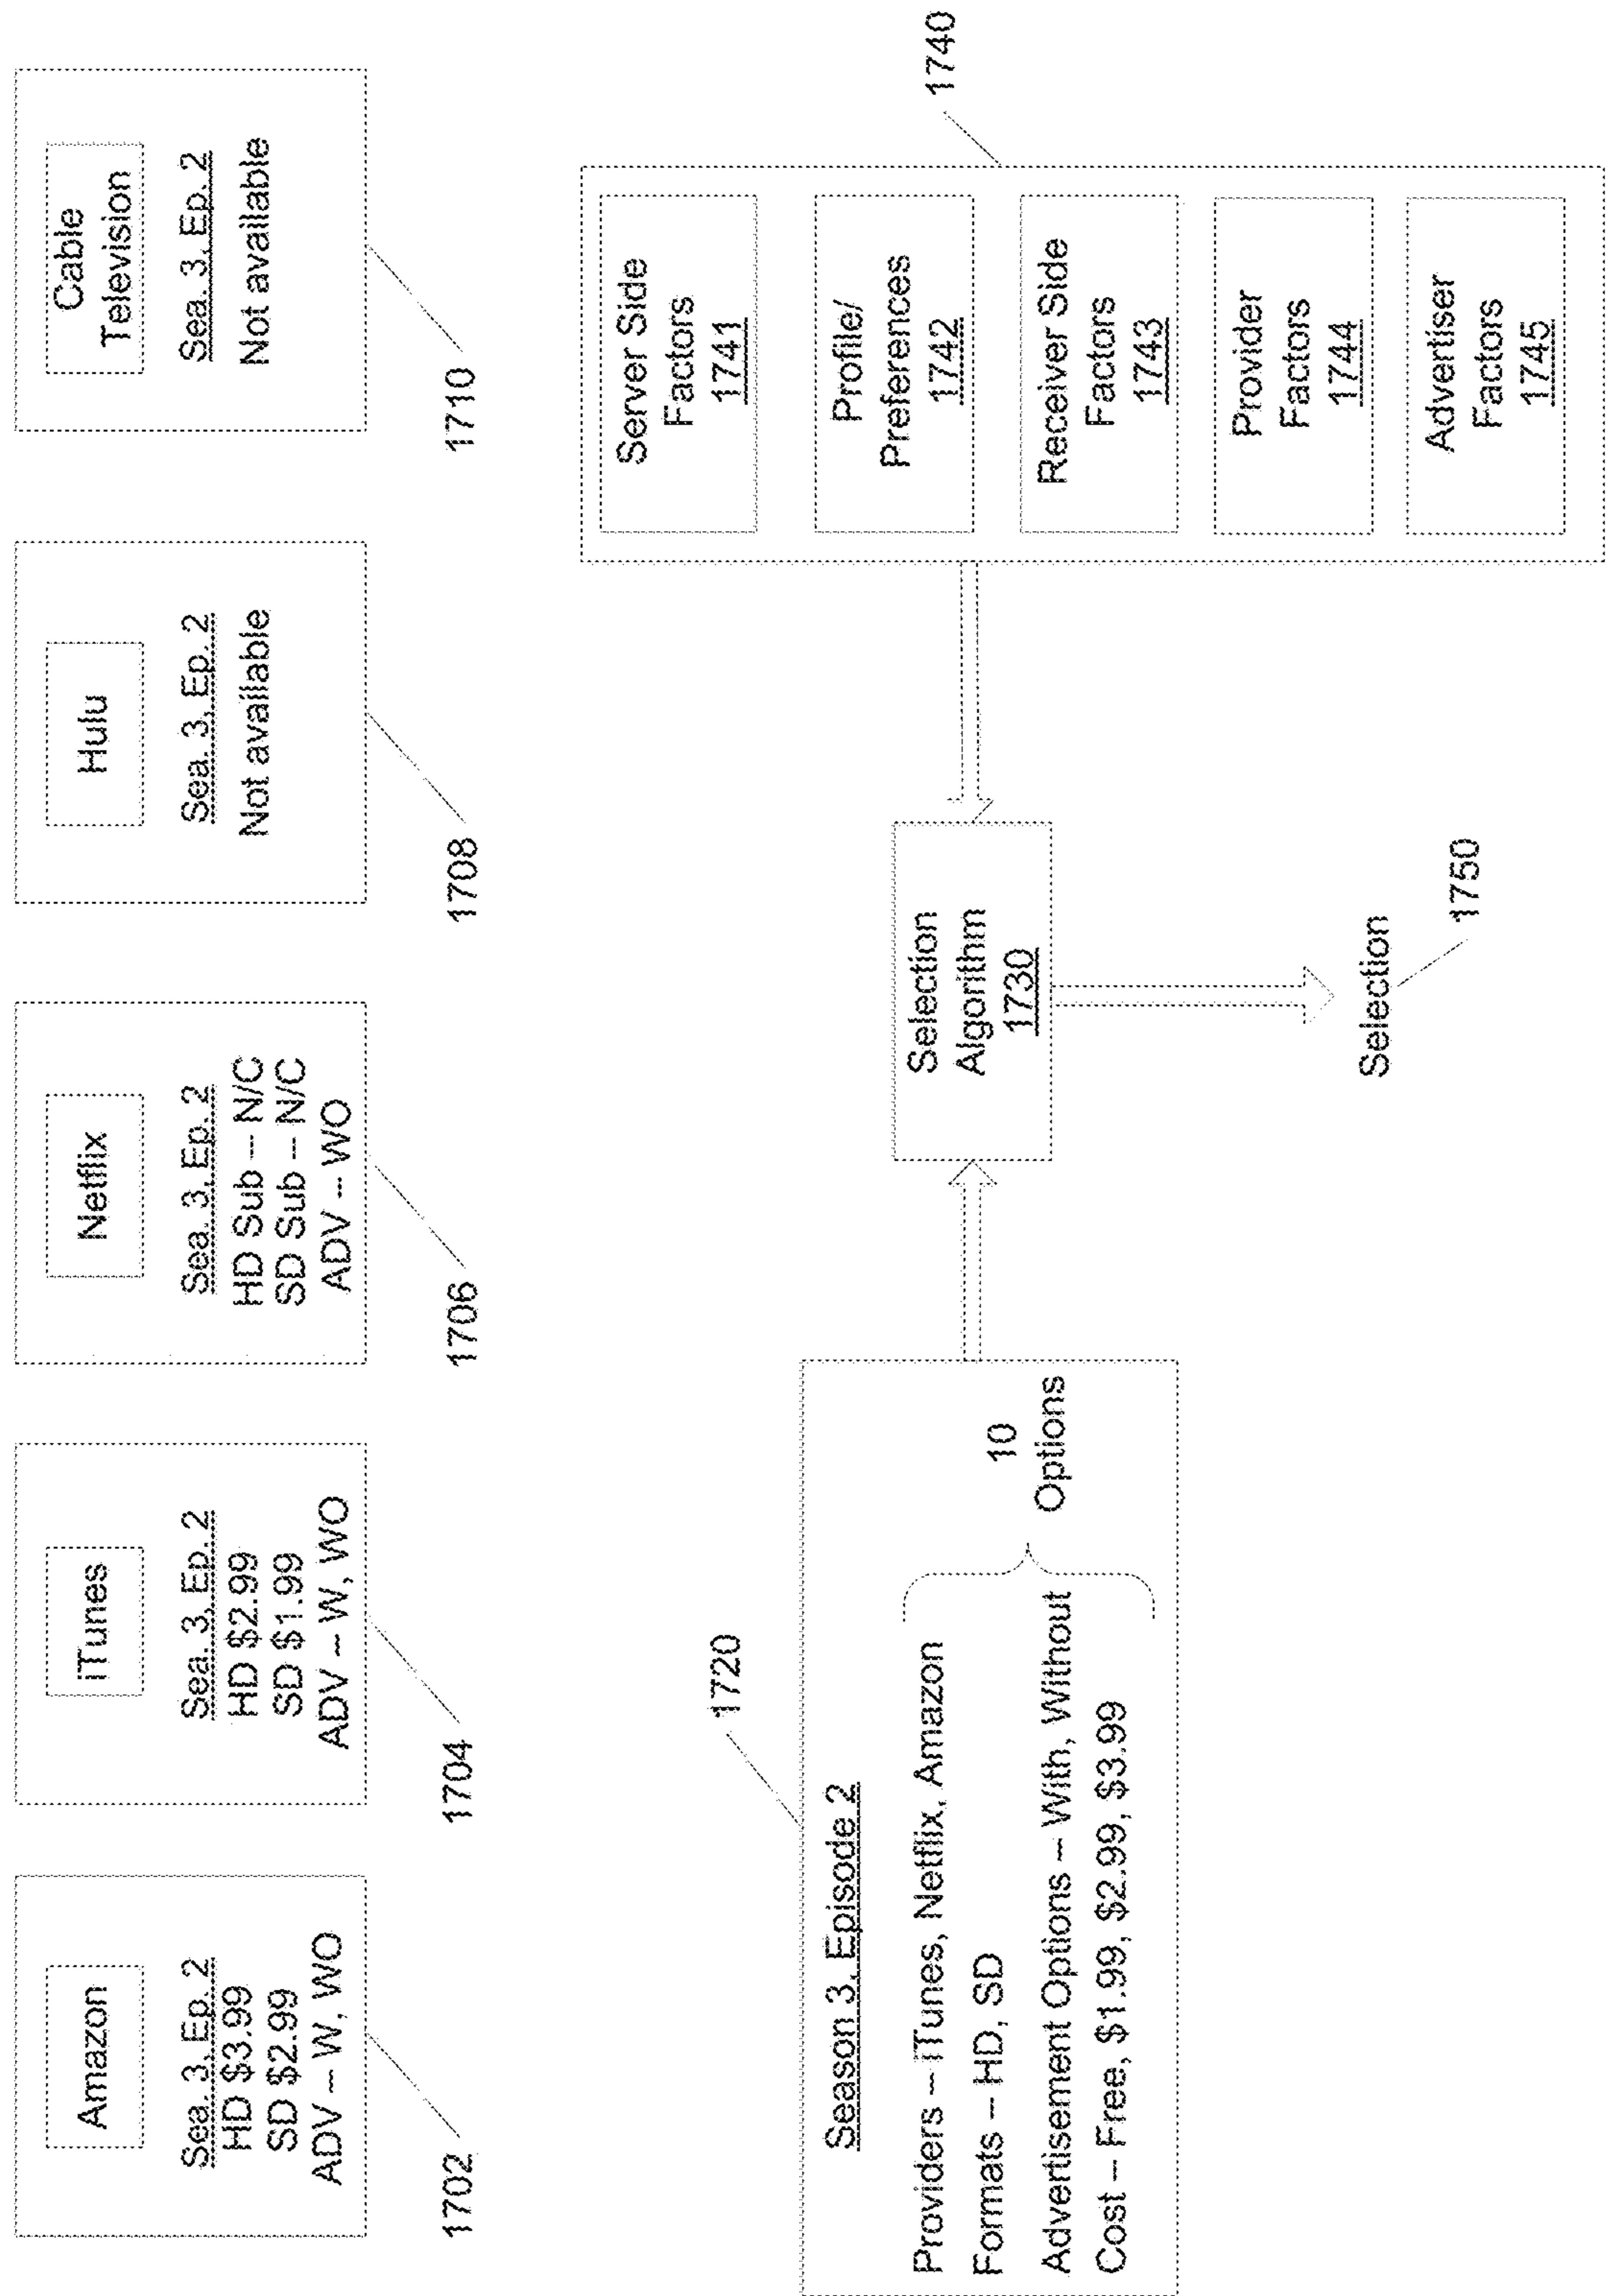 Amazon
Sea. 3, Ep. 2
HD $3.99
SD $2.99
ADV – W, WO
1702
iTunes
Sea. 3, Ep. 2
HD $2.99
SD $1.99
ADV – W, WO
1704
Netflix
Sea. 3, Ep. 2
HD Sub – N/C
SD Sub – N/C
ADV – WO
1706
Hulu
Sea. 3, Ep. 2
Not available
1708
Cable
Television
Sea. 3, Ep. 2
Not available
1710
1720
Season 3, Episode 2
Providers – iTunes, Netflix, Amazon
Formats – HD, SD
Advertisement Options – With, Without
Cost – Free, $1.99, $2.99, $3.99
10
Options
Selection
Algorithm
1730
Selection
1750
Server Side
Factors
1741
Profile/
Preferences
1742
Receiver Side
Factors
1743
Provider
Factors
1744
Advertiser
Factors
1745
1740